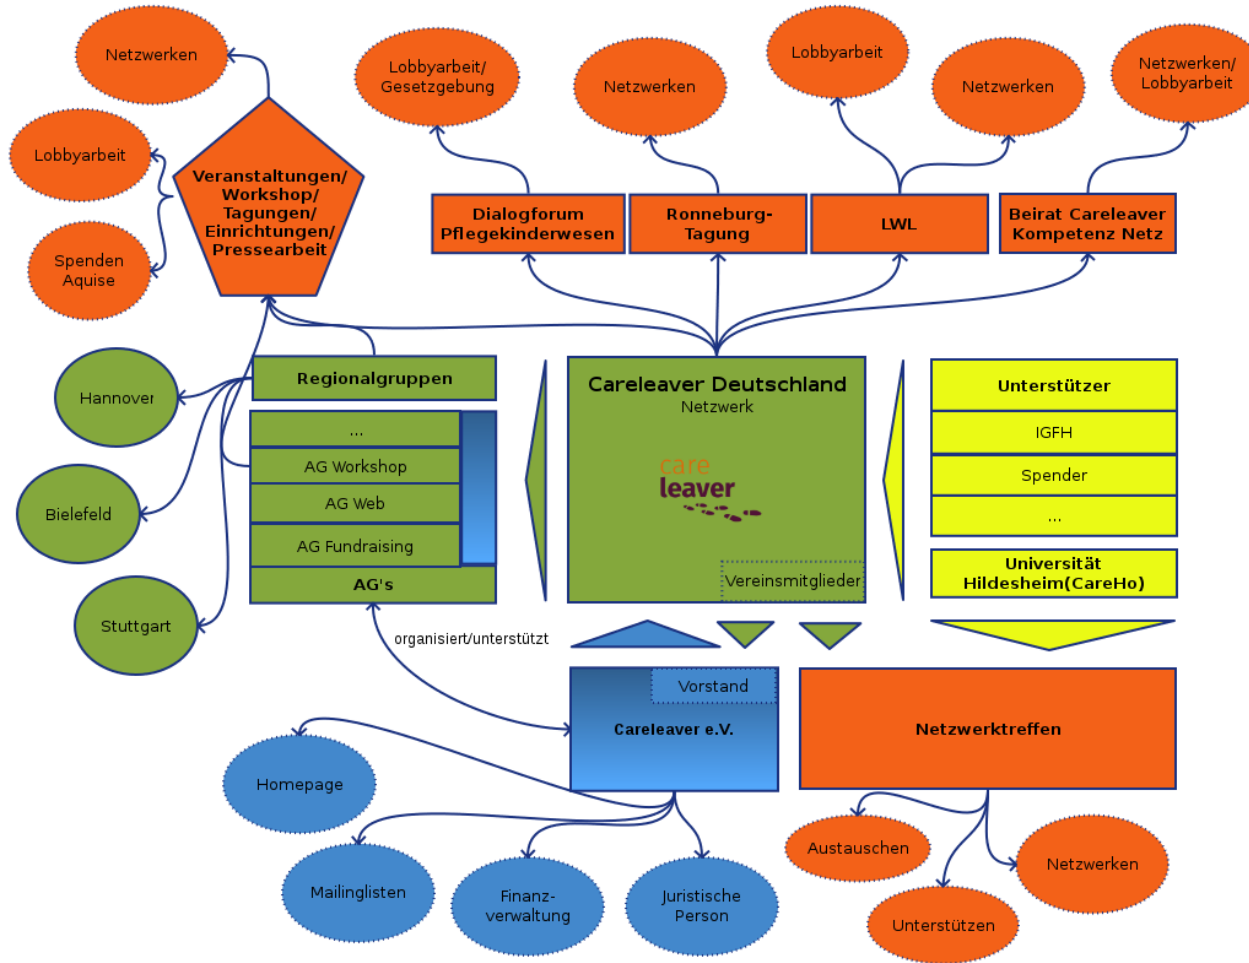 Netzwerken
Lobbyarbeit
Spenden
Aquise
Veranstaltungen/
Workshop/
Tagungen/
Einrichtungen/
Pressearbeit
Lobbyarbeit/
Gesetzgebung
Netzwerken
Lobbyarbeit
Netzwerken
Netzwerken/
Lobbyarbeit
Dialogforum
Pflegekinderwesen
Ronneburg-
Tagung
LWL
Beirat Careleaver
Kompetenz Netz
Hannover
Bielefeld
Stuttgart
Regionalgruppen
...
AG Workshop
AG Web
AG Fundraising
AG's
Careleaver Deutschland
Netzwerk
care
leaver
Vereinsmitglieder
Unterstützer
IGFH
Spender
...
Universität
Hildesheim(CareHo)
organisiert/unterstützt
Vorstand
Careleaver e.V.
Netzwerktreffen
Homepage
Mailinglisten
Finanz-
verwaltung
Juristische
Person
Austauschen
Unterstützen
Netzwerken